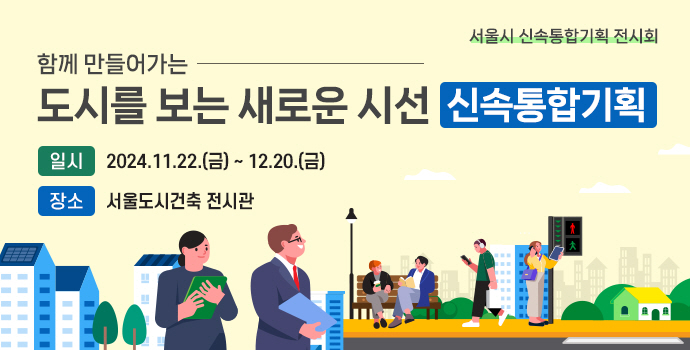 서울시 신속통합기획 전시회
함께 만들어가는
도시를 보는 새로운 시선 신속통합기획
일시 2024.11.22.(금) ~ 12.20.(금)
장소 서울도시건축 전시관